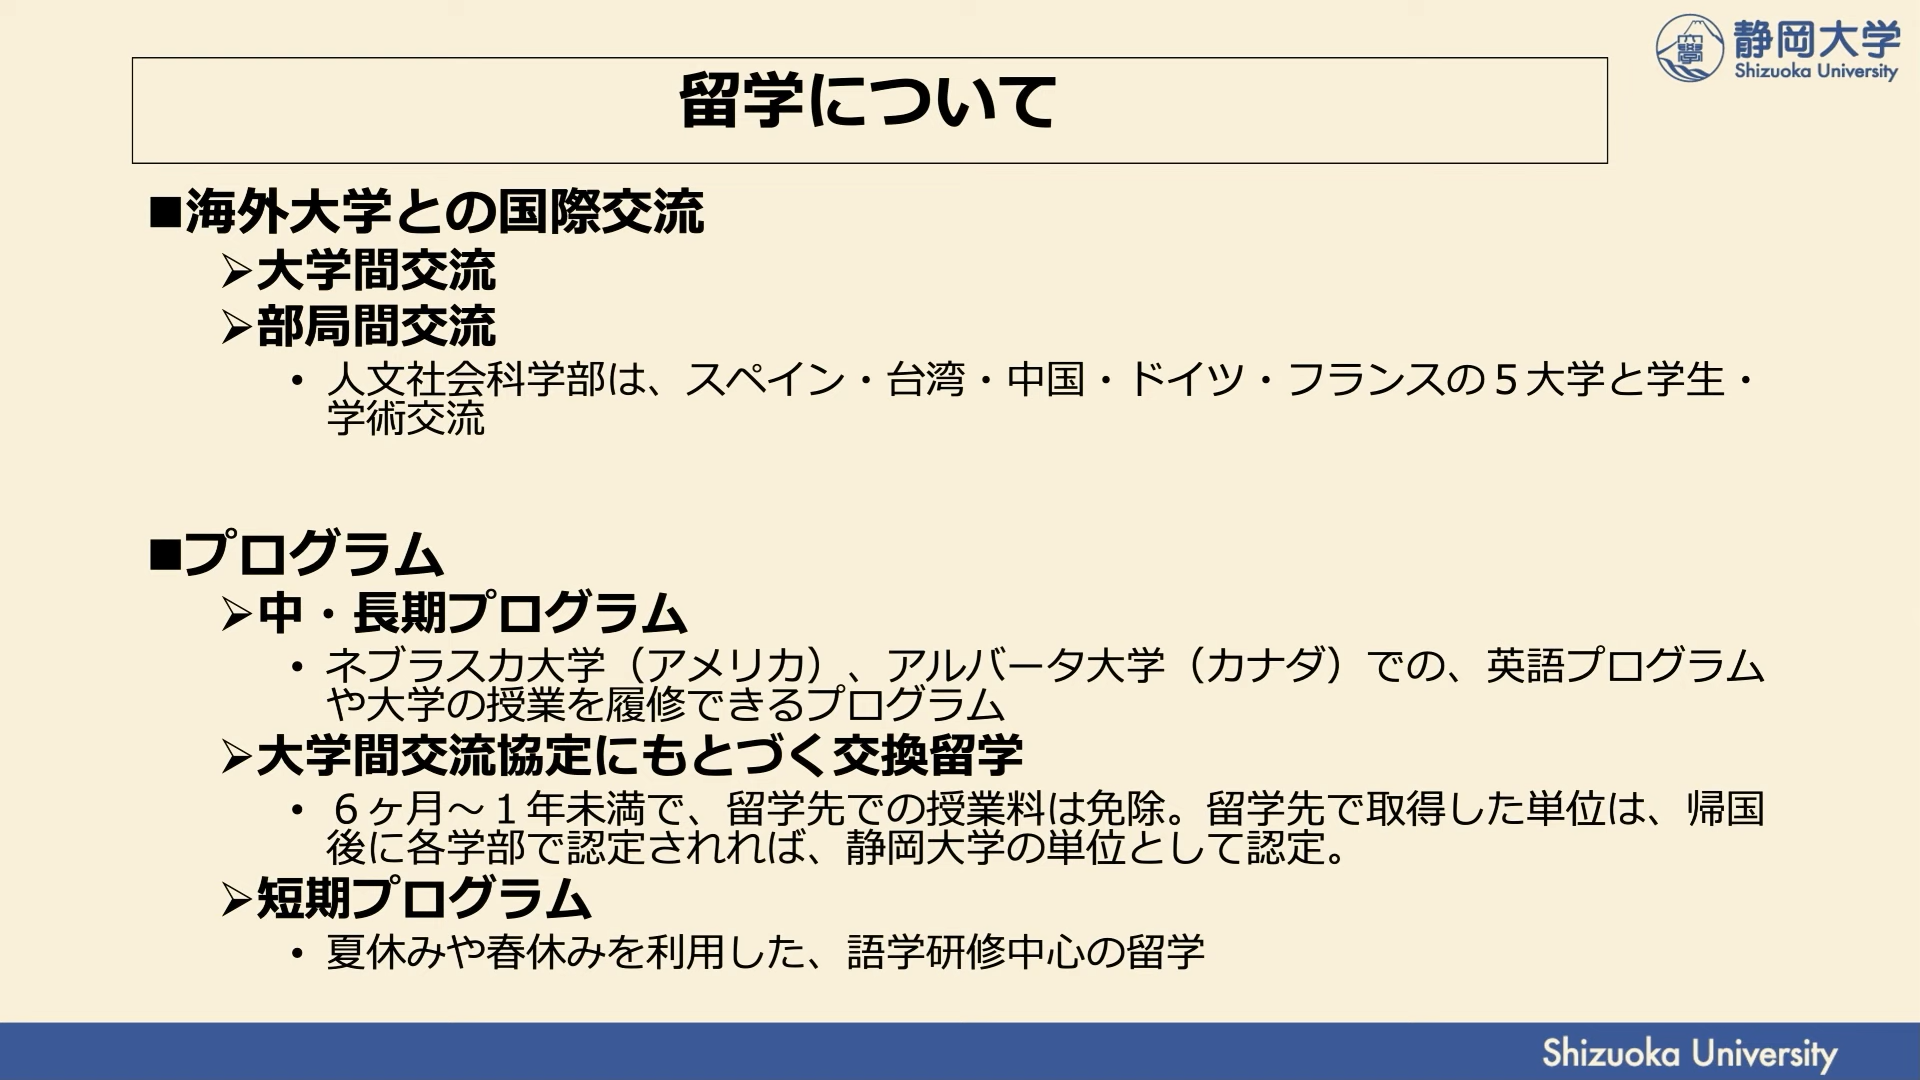 静岡大学
Shizuoka University
留学について
■海外大学との国際交流
➢大学間交流
➢部局間交流
• 人文社会科学部は、スペイン・台湾・中国・ドイツ・フランスの５大学と学生・
学術交流
■プログラム
➢中・長期プログラム
• ネブラスカ大学（アメリカ）、アルバータ大学（カナダ）での、英語プログラム
や大学の授業を履修できるプログラム
➢大学間交流協定にもとづく交換留学
• ６ヶ月～１年未満で、留学先での授業料は免除。留学先で取得した単位は、帰国
後に各学部で認定されれば、静岡大学の単位として認定。
➢短期プログラム
• 夏休みや春休みを利用した、語学研修中心の留学
Shizuoka University